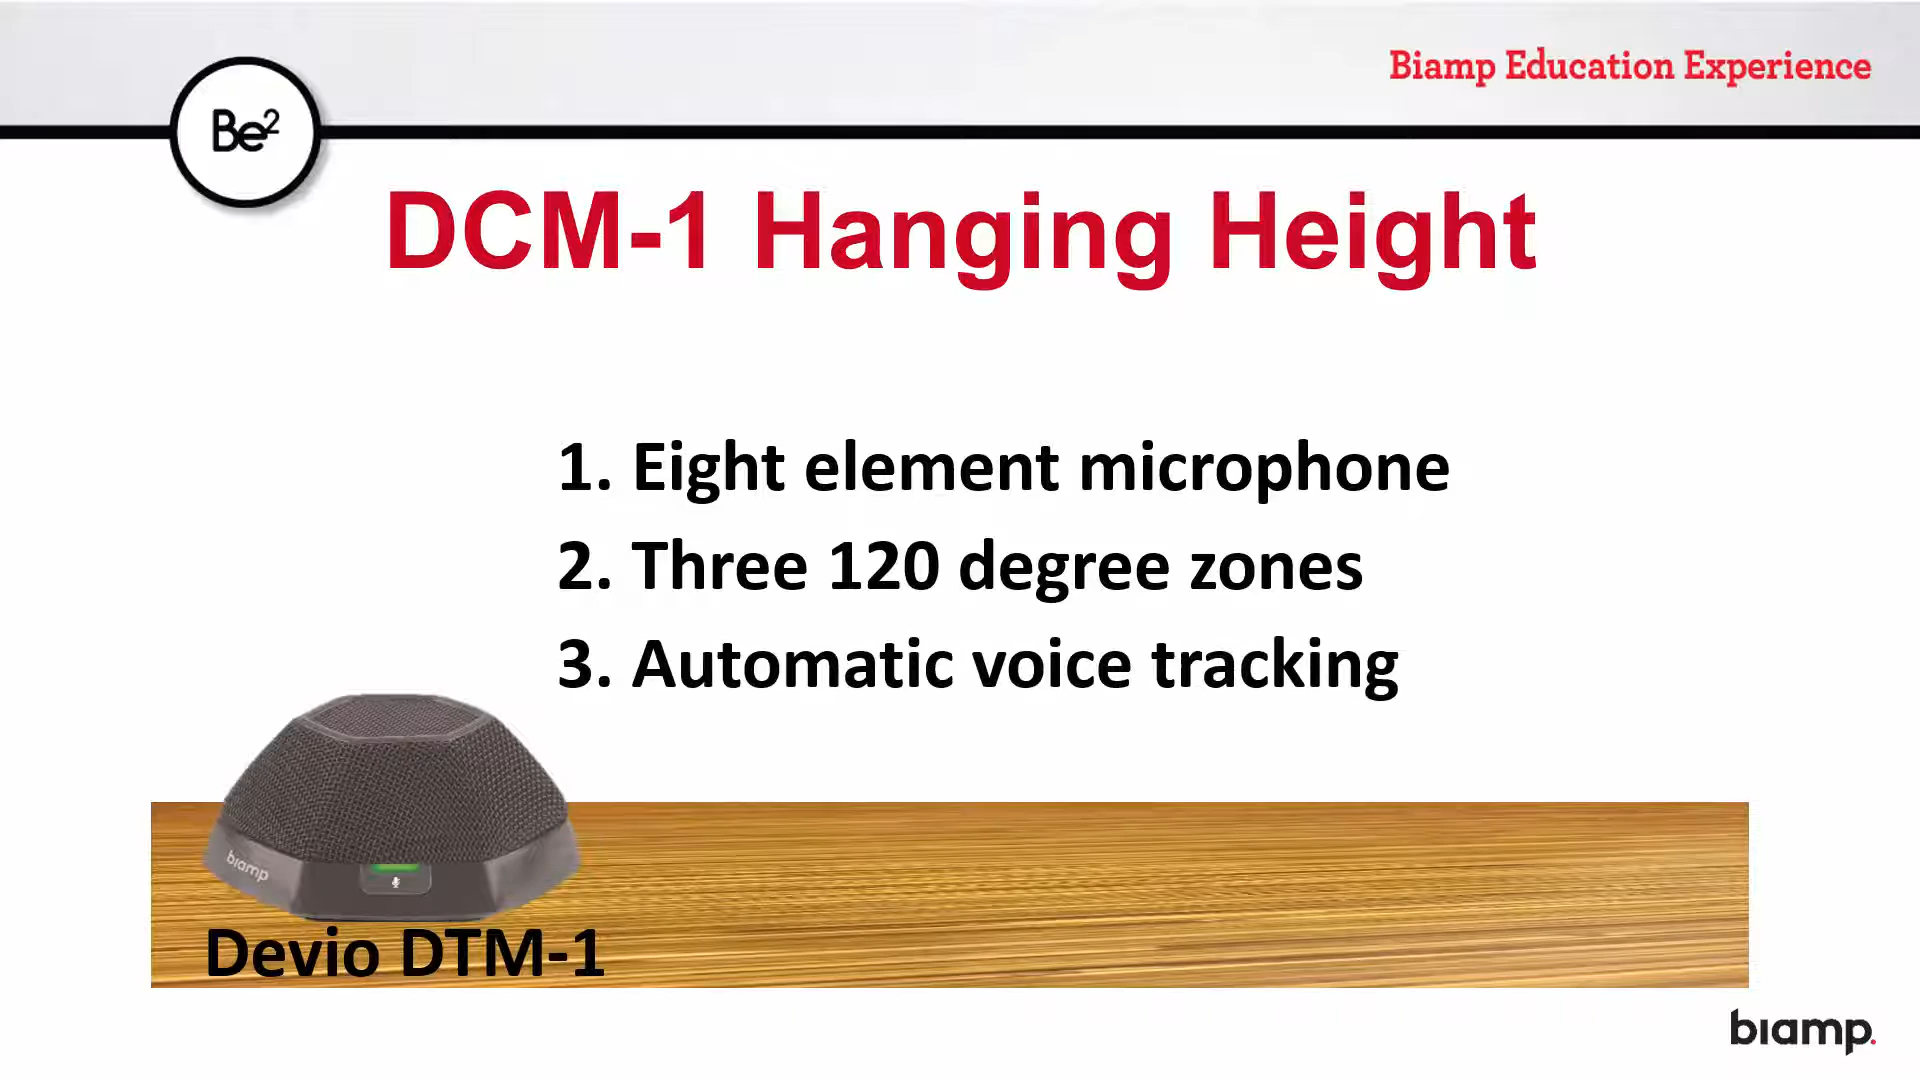 Biamp Education Experience
Be²
DCM-1 Hanging Height
1. Eight element microphone
2. Three 120 degree zones
3. Automatic voice tracking
biamp
Devio DTM-1
biamp.